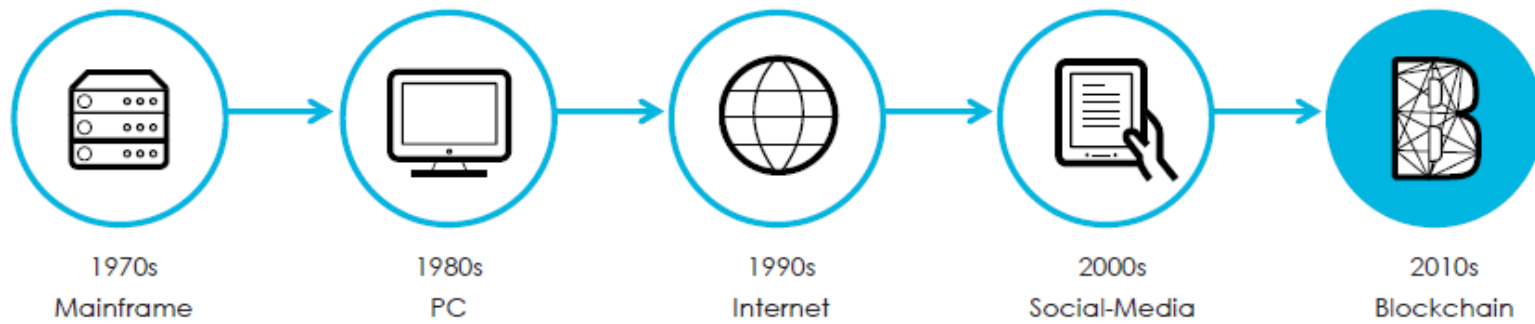 1970s
Mainframe
1980s
PC
1990s
Internet
2000s
Social-Media
2010s
Blockchain